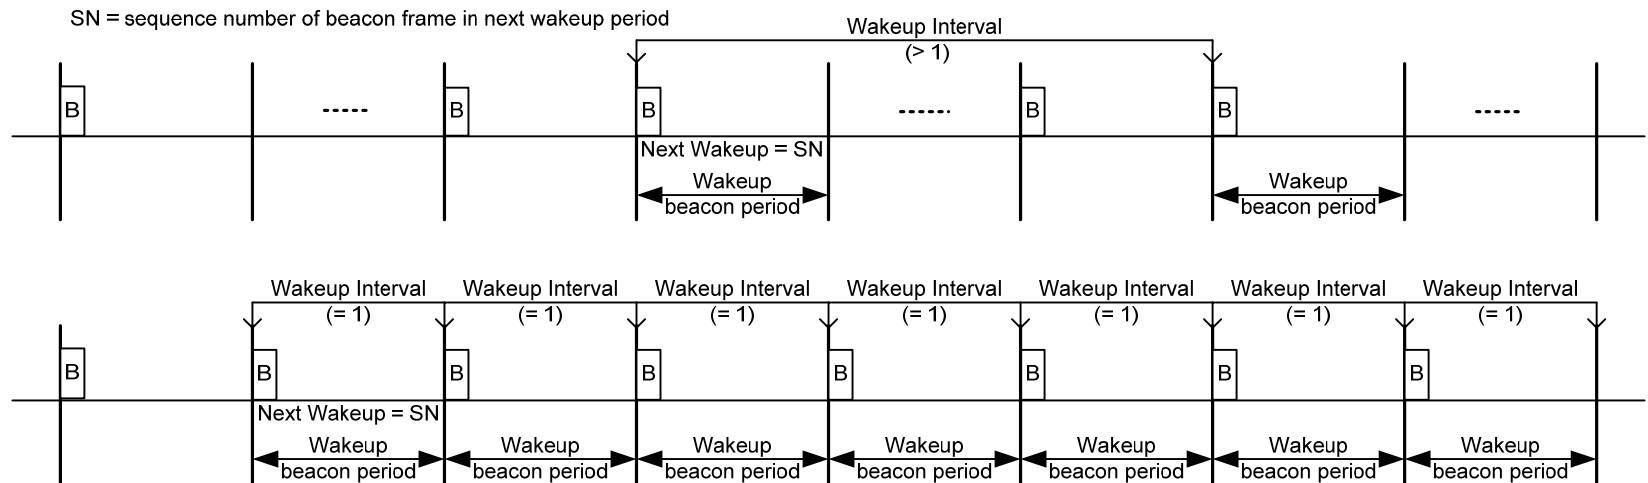 SN = sequence number of beacon frame in next wakeup period
Wakeup Interval
(> 1)
B B B B B
Next Wakeup = SN
Wakeup
beacon period
Wakeup
beacon period
Wakeup Interval Wakeup Interval Wakeup Interval Wakeup Interval Wakeup Interval Wakeup Interval Wakeup Interval
(= 1) (= 1) (= 1) (= 1) (= 1) (= 1) (= 1)
B B B B B B B B
Next Wakeup = SN
Wakeup Wakeup Wakeup Wakeup Wakeup Wakeup Wakeup
beacon period beacon period beacon period beacon period beacon period beacon period beacon period